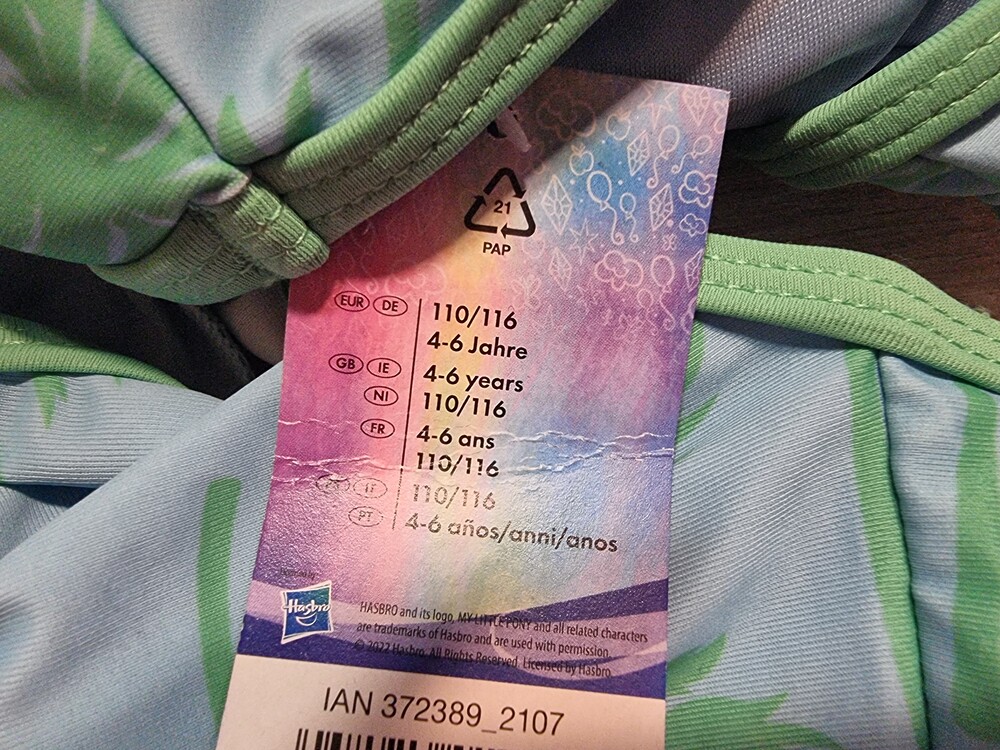 21
PAP
EUR DE 110/116
4-6 Jahre
GB IE 4-6 years
NI 110/116
FR 4-6 ans
110/116
IT 110/116
PT 4-6 años/anni/anos
Hasbro
HASBRO and its logo, MY LITTLE PONY and all related characters
are trademarks of Hasbro and are used with permission.
© 2022 Hasbro. All Rights Reserved. Licensed by Hasbro.
IAN 372389_2107